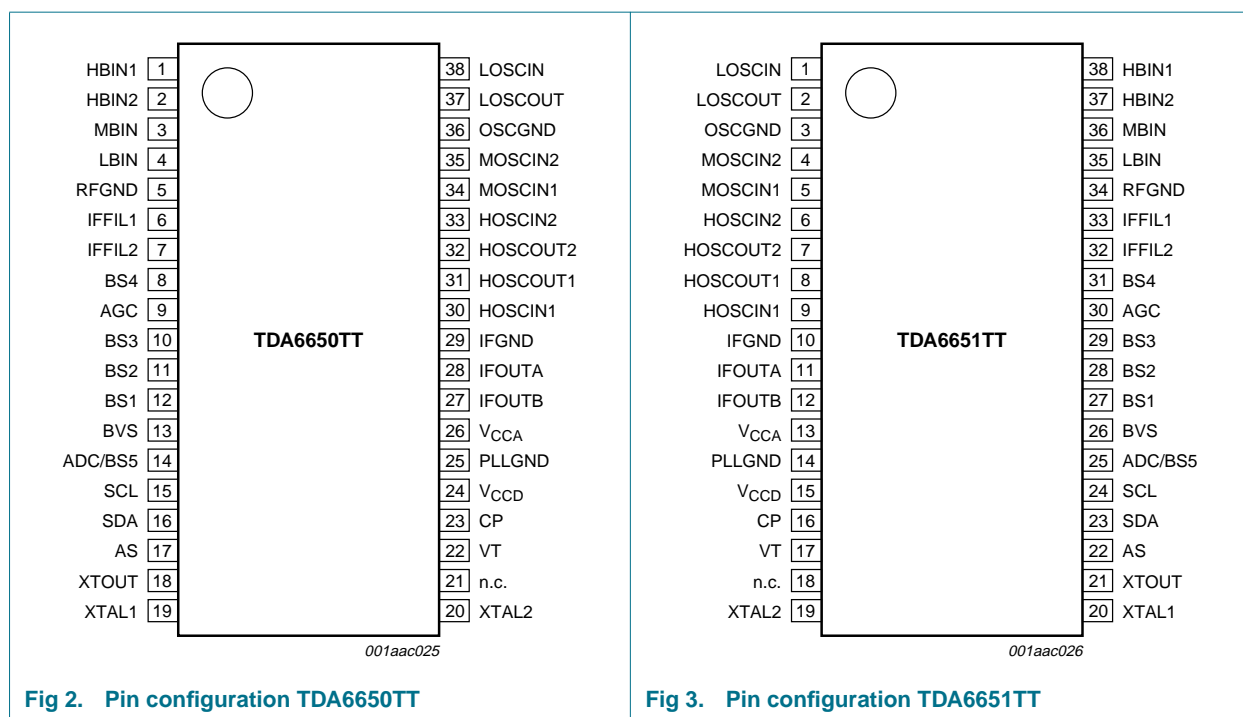 HBIN1 1 38 LOSCIN
HBIN2 2 37 LOSCOUT
MBIN 3 36 OSCGND
LBIN 4 35 MOSCIN2
RFGND 5 34 MOSCIN1
IFFIL1 6 33 HOSCIN2
IFFIL2 7 32 HOSCOUT2
BS4 8 31 HOSCOUT1
AGC 9 30 HOSCIN1
BS3 10 TDA6650TT 29 IFGND
BS2 11 28 IFOUTA
BS1 12 27 IFOUTB
BVS 13 26 VCCA
ADC/BS5 14 25 PLLGND
SCL 15 24 VCCD
SDA 16 23 CP
AS 17 22 VT
XTOUT 18 21 n.c.
XTAL1 19 20 XTAL2
001aac025
Fig 2. Pin configuration TDA6650TT
LOSCIN 1 38 HBIN1
LOSCOUT 2 37 HBIN2
OSCGND 3 36 MBIN
MOSCIN2 4 35 LBIN
MOSCIN1 5 34 RFGND
HOSCIN2 6 33 IFFIL1
HOSCOUT2 7 32 IFFIL2
HOSCOUT1 8 31 BS4
HOSCIN1 9 30 AGC
IFGND 10 TDA6651TT 29 BS3
IFOUTA 11 28 BS2
IFOUTB 12 27 BS1
VCCA 13 26 BVS
PLLGND 14 25 ADC/BS5
VCCD 15 24 SCL
CP 16 23 SDA
VT 17 22 AS
n.c. 18 21 XTOUT
XTAL2 19 20 XTAL1
001aac026
Fig 3. Pin configuration TDA6651TT